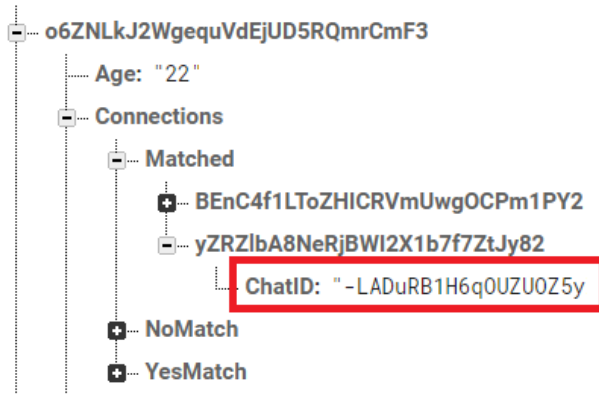 o6ZNLkJ2WgequVdEjUD5RQmrCmF3
Age: "22"
Connections
Matched
BEnC4f1LToZHICRVmUwgOCPm1PY2
yZRZlbA8NeRjBWI2X1b7f7ZtJy82
ChatID: "-LADuRB1H6q0UZU0Z5y
NoMatch
YesMatch